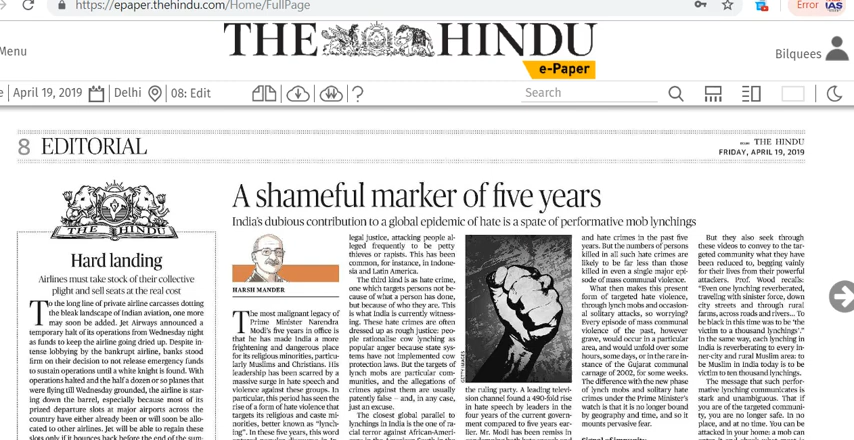 https://epaper.thehindu.com/Home/FullPage
Error
IAS
Menu
THE HINDU
e-Paper
Bilquees
e | April 19, 2019
Delhi
08: Edit
Search
8 EDITORIAL
THE HINDU
FRIDAY, APRIL 19, 2019
THE HINDU
Hard landing
Airlines must take stock of their collective
plight and sell seats at the real cost
To the long line of private airline carcasses dotting
the bleak landscape of Indian aviation, one more
may soon be added. Jet Airways announced a
temporary halt of its operations from Wednesday night
as funds to keep the airline going dried up. Despite in-
tense lobbying by the bankrupt airline, banks stood
firm on their decision to not release emergency funds
to sustain operations until a white knight is found. With
operations halted and the half a dozen or so planes that
were flying till Wednesday grounded, the airline is star-
ing down the barrel, especially because most of its
prized departure slots at major airports across the
country have either already been or will soon be allo-
cated to other airlines. Jet will be able to regain these
slots only if it bounces back before the end of the sum-
A shameful marker of five years
India's dubious contribution to a global epidemic of hate is a spate of performative mob lynchings
HARSH MANDER
The most malignant legacy of
Prime Minister Narendra
Modi's five years in office is
that he has made India a more
frightening and dangerous place
for its religious minorities, particu-
larly Muslims and Christians. His
leadership has been scarred by a
massive surge in hate speech and
violence against these groups. In
particular, this period has seen the
rise of a form of hate violence that
targets its religious and caste mi-
norities, better known as "lynch-
ing". In these five years, this word
legal justice, attacking people al-
leged frequently to be petty
thieves or rapists. This has been
common, for instance, in Indone-
sia and Latin America.
The third kind is as hate crime,
one which targets persons not be-
cause of what a person has done,
but because of who they are. This
is what India is currently witness-
ing. These hate crimes are often
dressed up as rough justice: peo-
ple rationalise cow lynching as
popular anger because state sys-
tems have not implemented cow
protection laws. But the targets of
lynch mobs are particular com-
munities, and the allegations of
crimes against them are usually
patently false – and, in any case,
just an excuse.
The closest global parallel to
lynchings in India is the one of ra-
cial terror against African-Ameri-
GETTY IMAGES
the ruling party. A leading televi-
sion channel found a 490-fold rise
in hate speech by leaders in the
four years of the current govern-
ment compared to five years ear-
lier. Mr. Modi has been remiss in
and hate crimes in the past five
years. But the numbers of persons
killed in all such hate crimes are
likely to be far less than those
killed in even a single major epi-
sode of mass communal violence.
What then makes this present
form of targeted hate violence,
through lynch mobs and occasion-
al solitary attacks, so worrying?
Every episode of mass communal
violence of the past, however
grave, would occur in a particular
area, and would unfold over some
hours, some days, or in the rare in-
stance of the Gujarat communal
carnage of 2002, for some weeks.
The difference with the new phase
of lynch mobs and solitary hate
crimes under the Prime Minister's
watch is that it is no longer bound
by geography and time, and so it
mounts pervasive fear.
But they also seek through
these videos to convey to the tar-
geted community what they have
been reduced to, begging vainly
for their lives from their powerful
attackers. Prof. Wood recalls:
"Even one lynching reverberated,
traveling with sinister force, down
city streets and through rural
farms, across roads and rivers... To
be black in this time was to be 'the
victim to a thousand lynchings'."
In the same way, each lynching in
India is reverberating to every in-
ner-city and rural Muslim area: to
be Muslim in India today is to be
victim to ten thousand lynchings.
The message that such perfor-
mative lynching communicates is
stark and unambiguous: That if
you are of the targeted communi-
ty, you are no longer safe. In no
place, and at no time. You can be
attacked in your home; a mob can